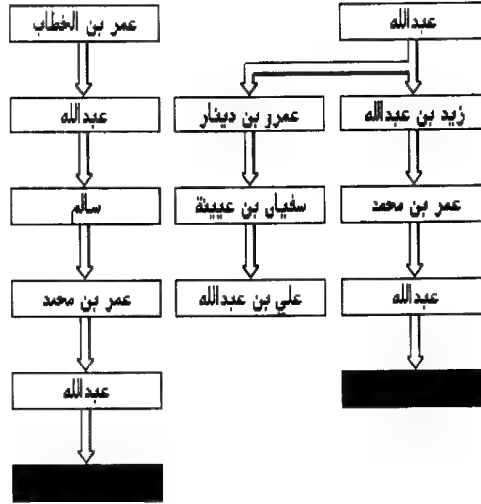 عبدالله
عمر بن الخطاب
زيد بن عبدالله
عمرو بن دينار
عبدالله
عمر بن محمد
سفيان بن عيينة
سالم
عبدالله
علي بن عبدالله
عمر بن محمد
عبدالله